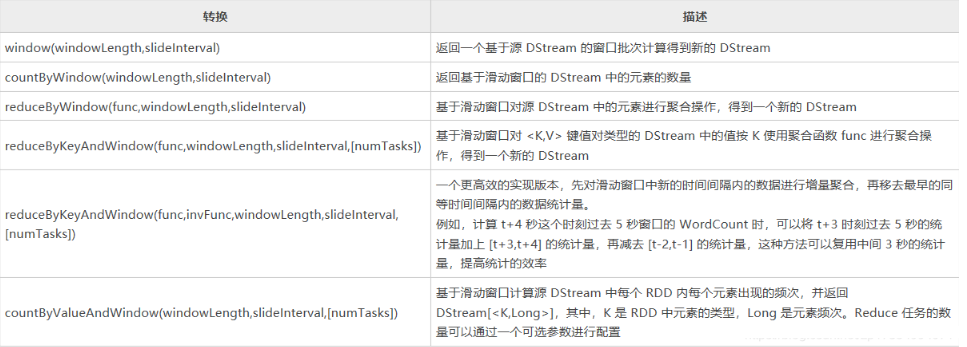 转换
描述
window(windowLength,slideInterval)
返回一个基于源 DStream 的窗口批次计算得到新的 DStream
countByWindow(windowLength,slideInterval)
返回基于滑动窗口的 DStream 中的元素的数量
reduceByWindow(func,windowLength,slideInterval)
基于滑动窗口对源 DStream 中的元素进行聚合操作，得到一个新的 DStream
reduceByKeyAndWindow(func,windowLength,slideInterval,[numTasks])
基于滑动窗口对 <K,V> 键值对类型的 DStream 中的值按 K 使用聚合函数 func 进行聚合操
作，得到一个新的 DStream
reduceByKeyAndWindow(func,invFunc,windowLength,slideInterval,
[numTasks])
一个更高效的实现版本，先对滑动窗口中新的时间间隔内的数据进行增量聚合，再移去最早的同
等时间间隔内的数据统计量。
例如，计算 t+4 秒这个时刻过去 5 秒窗口的 WordCount 时，可以将 t+3 时刻过去 5 秒的统
计量加上 [t+3,t+4] 的统计量，再减去 [t-2,t-1] 的统计量，这种方法可以复用中间 3 秒的统计
量，提高统计的效率
countByValueAndWindow(windowLength,slideInterval,[numTasks])
基于滑动窗口计算源 DStream 中每个 RDD 内每个元素出现的频次，并返回
DStream[<K,Long>]，其中，K 是 RDD 中元素的类型，Long 是元素频次。Reduce 任务的数
量可以通过一个可选参数进行配置